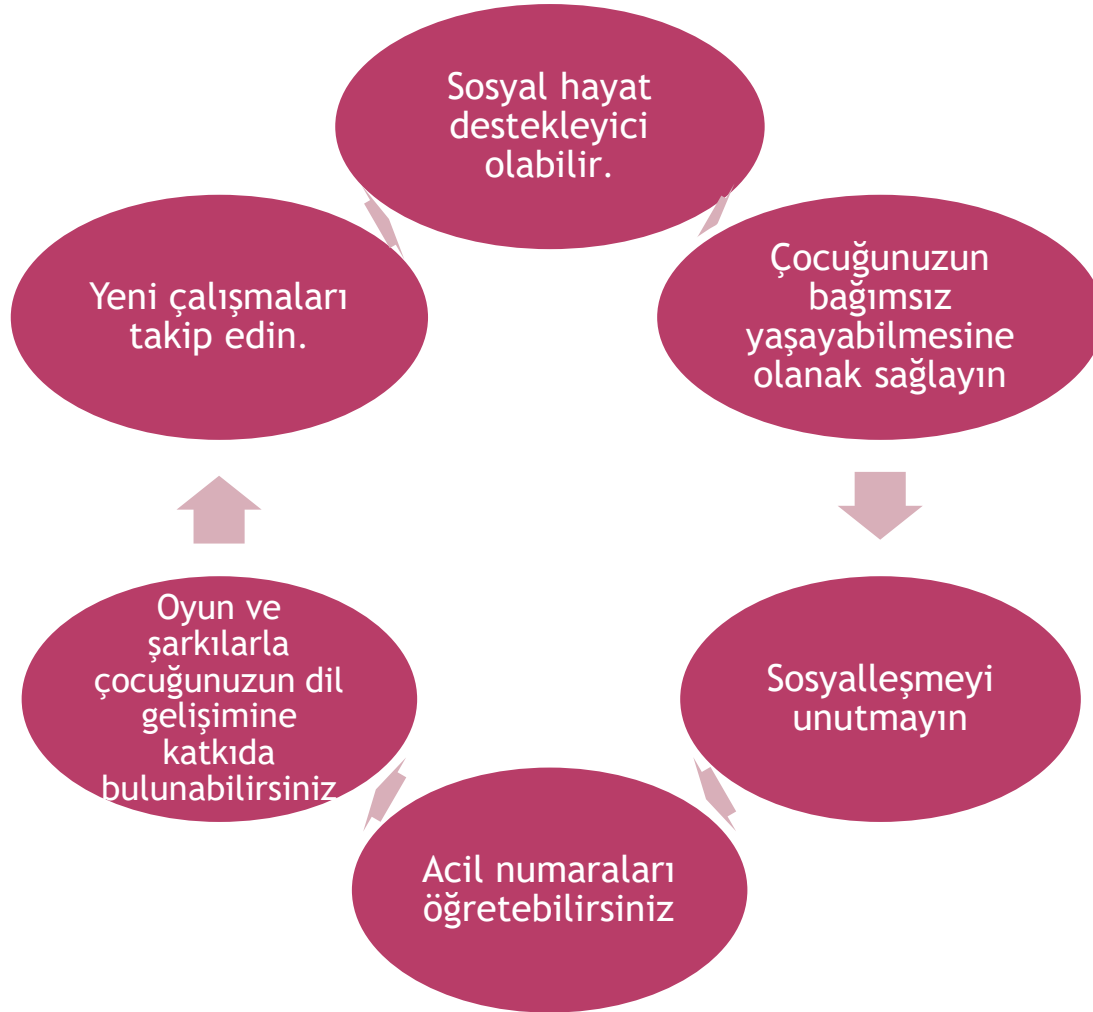 Sosyal hayat
destekleyici
olabilir.
Çocuğunuzun
bağımsız
yaşayabilmesine
olanak sağlayın
Sosyalleşmeyi
unutmayın
Acil numaraları
öğretebilirsiniz
Oyun ve
şarkılarla
çocuğunuzun dil
gelişimine
katkıda
bulunabilirsiniz
Yeni çalışmaları
takip edin.